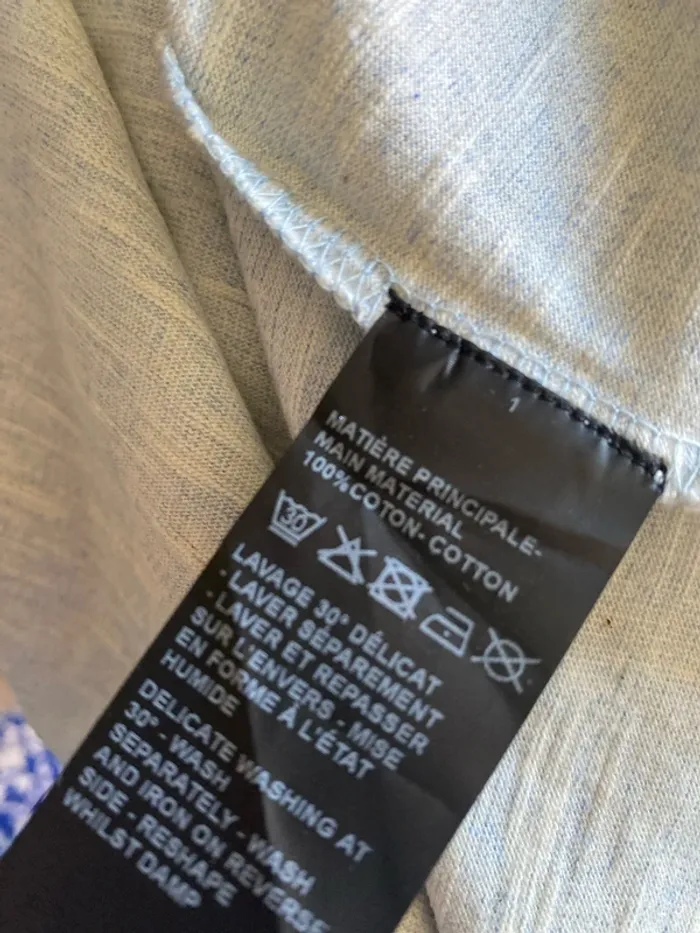 1
MATIÈRE PRINCIPALE-
MAIN MATERIAL
100%COTON- COTTON
30
LAVAGE 30° DÉLICAT
- LAVER SÉPAREMENT
- LAVER ET REPASSER
SUR L'ENVERS - MISE
EN FORME À L'ÉTAT
HUMIDE
DELICATE WASHING AT
30° - WASH
SEPARATELY - WASH
AND IRON ON REVERSE
SIDE - RESHAPE
WHILST DAMP